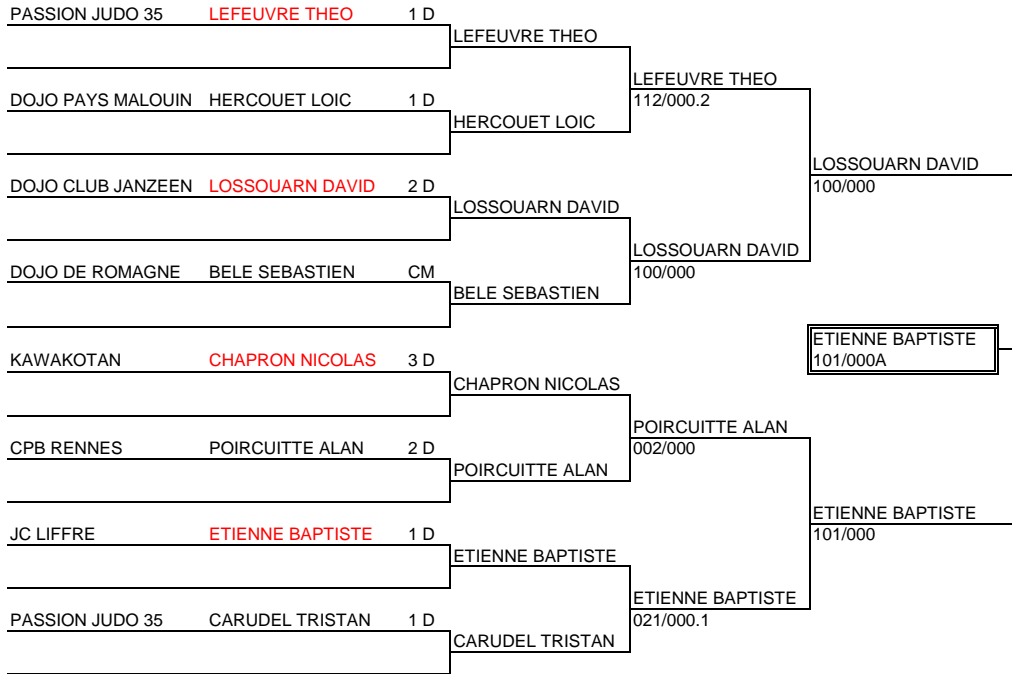 PASSION JUDO 35 LEFEUVRE THEO 1 D
LEFEUVRE THEO
LEFEUVRE THEO
112/000.2
DOJO PAYS MALOUIN HERCOUET LOIC 1 D
HERCOUET LOIC
LOSSOUARN DAVID
100/000
DOJO CLUB JANZEEN LOSSOUARN DAVID 2 D
LOSSOUARN DAVID
LOSSOUARN DAVID
100/000
DOJO DE ROMAGNE BELE SEBASTIEN CM
BELE SEBASTIEN
ETIENNE BAPTISTE
101/000A
KAWAKOTAN CHAPRON NICOLAS 3 D
CHAPRON NICOLAS
POIRCUITTE ALAN
002/000
CPB RENNES POIRCUITTE ALAN 2 D
POIRCUITTE ALAN
ETIENNE BAPTISTE
101/000
JC LIFFRE ETIENNE BAPTISTE 1 D
ETIENNE BAPTISTE
ETIENNE BAPTISTE
021/000.1
PASSION JUDO 35 CARUDEL TRISTAN 1 D
CARUDEL TRISTAN